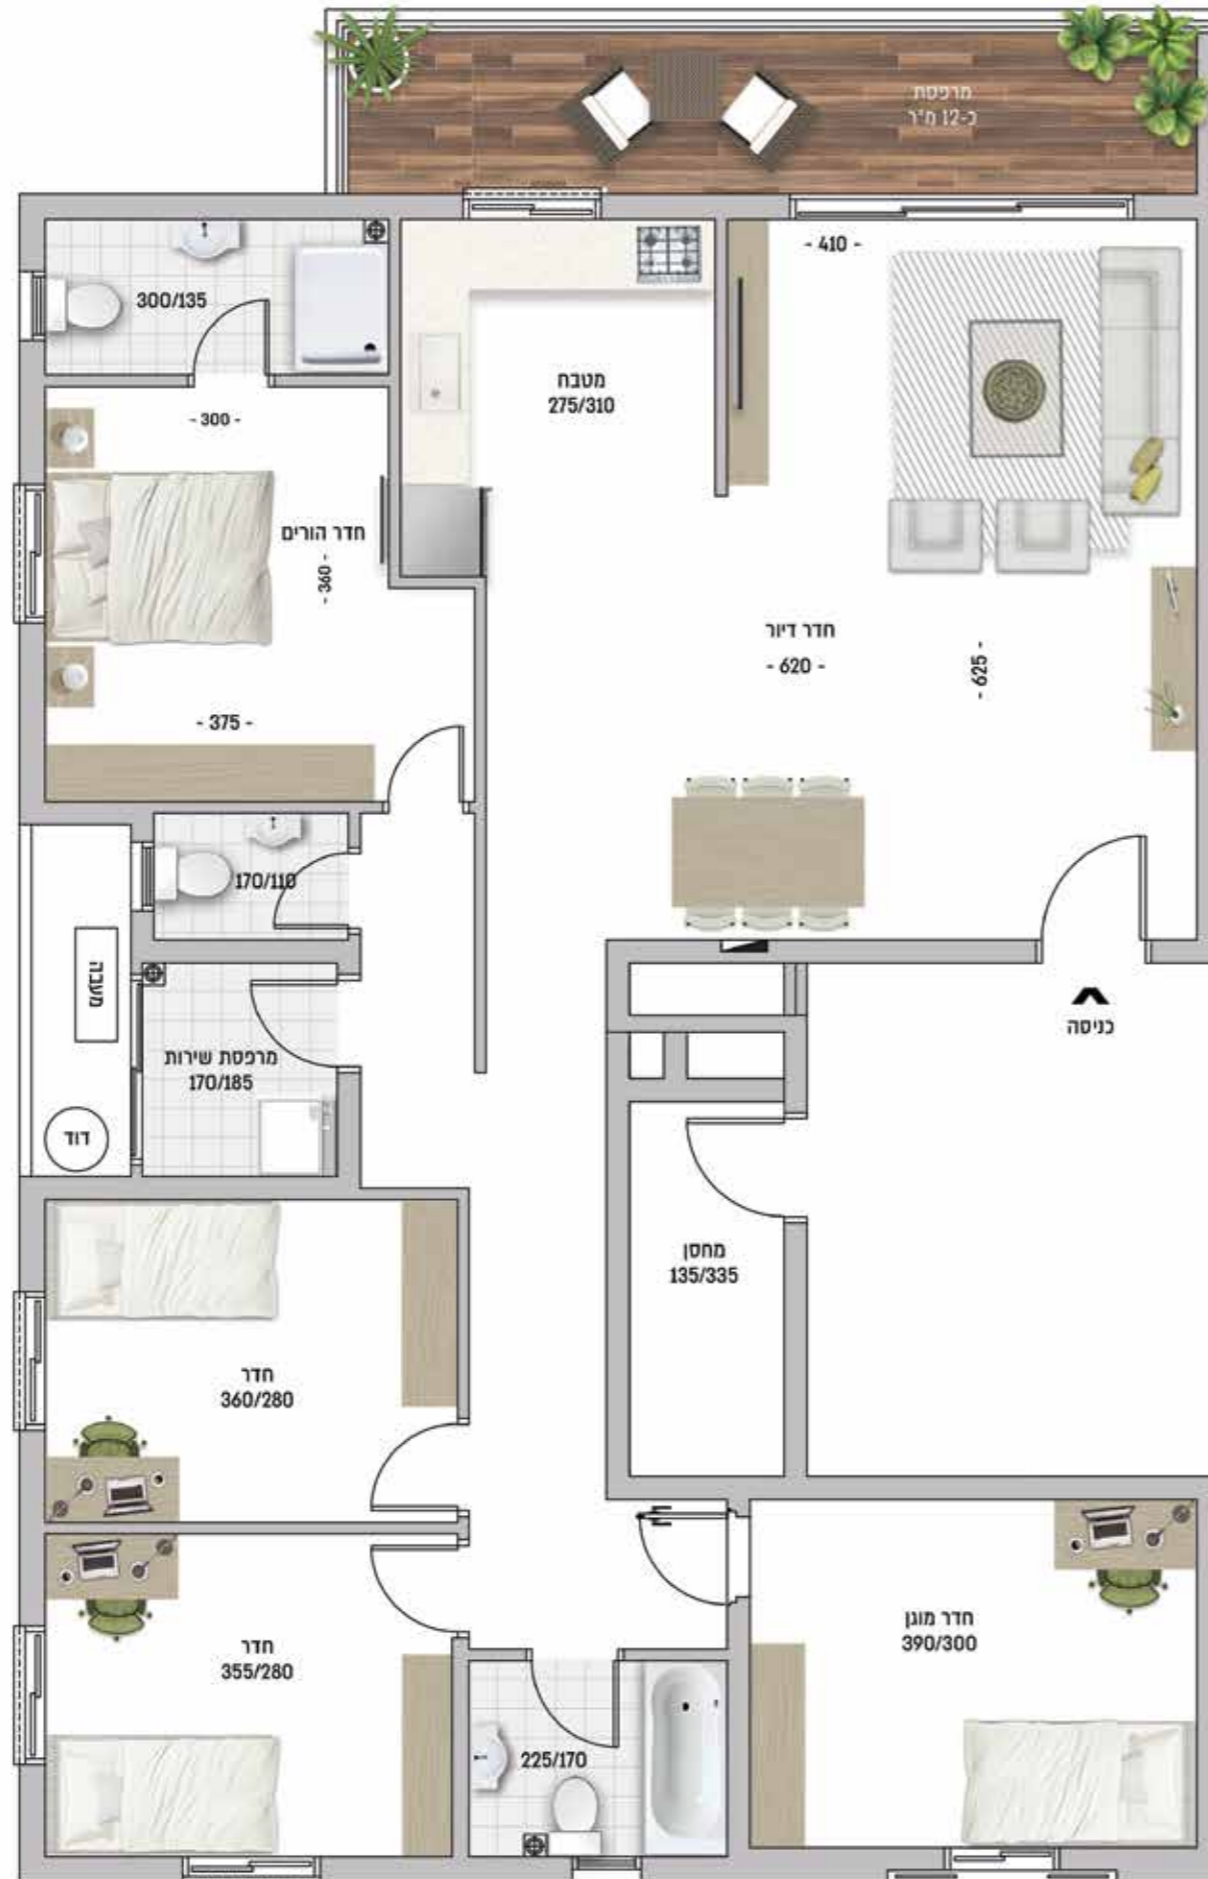 מרפסת
כ-12 מ"ר
- 410 -
300/135
מטבח
275/310
- 300 -
חדר הורים
- 360 -
חדר דיור
- 620 -
- 625 -
- 375 -
170/110
מעבה
כניסה
מרפסת שירות
170/185
דוד
מחסן
135/335
חדר
360/280
חדר מוגן
390/300
חדר
355/280
225/170